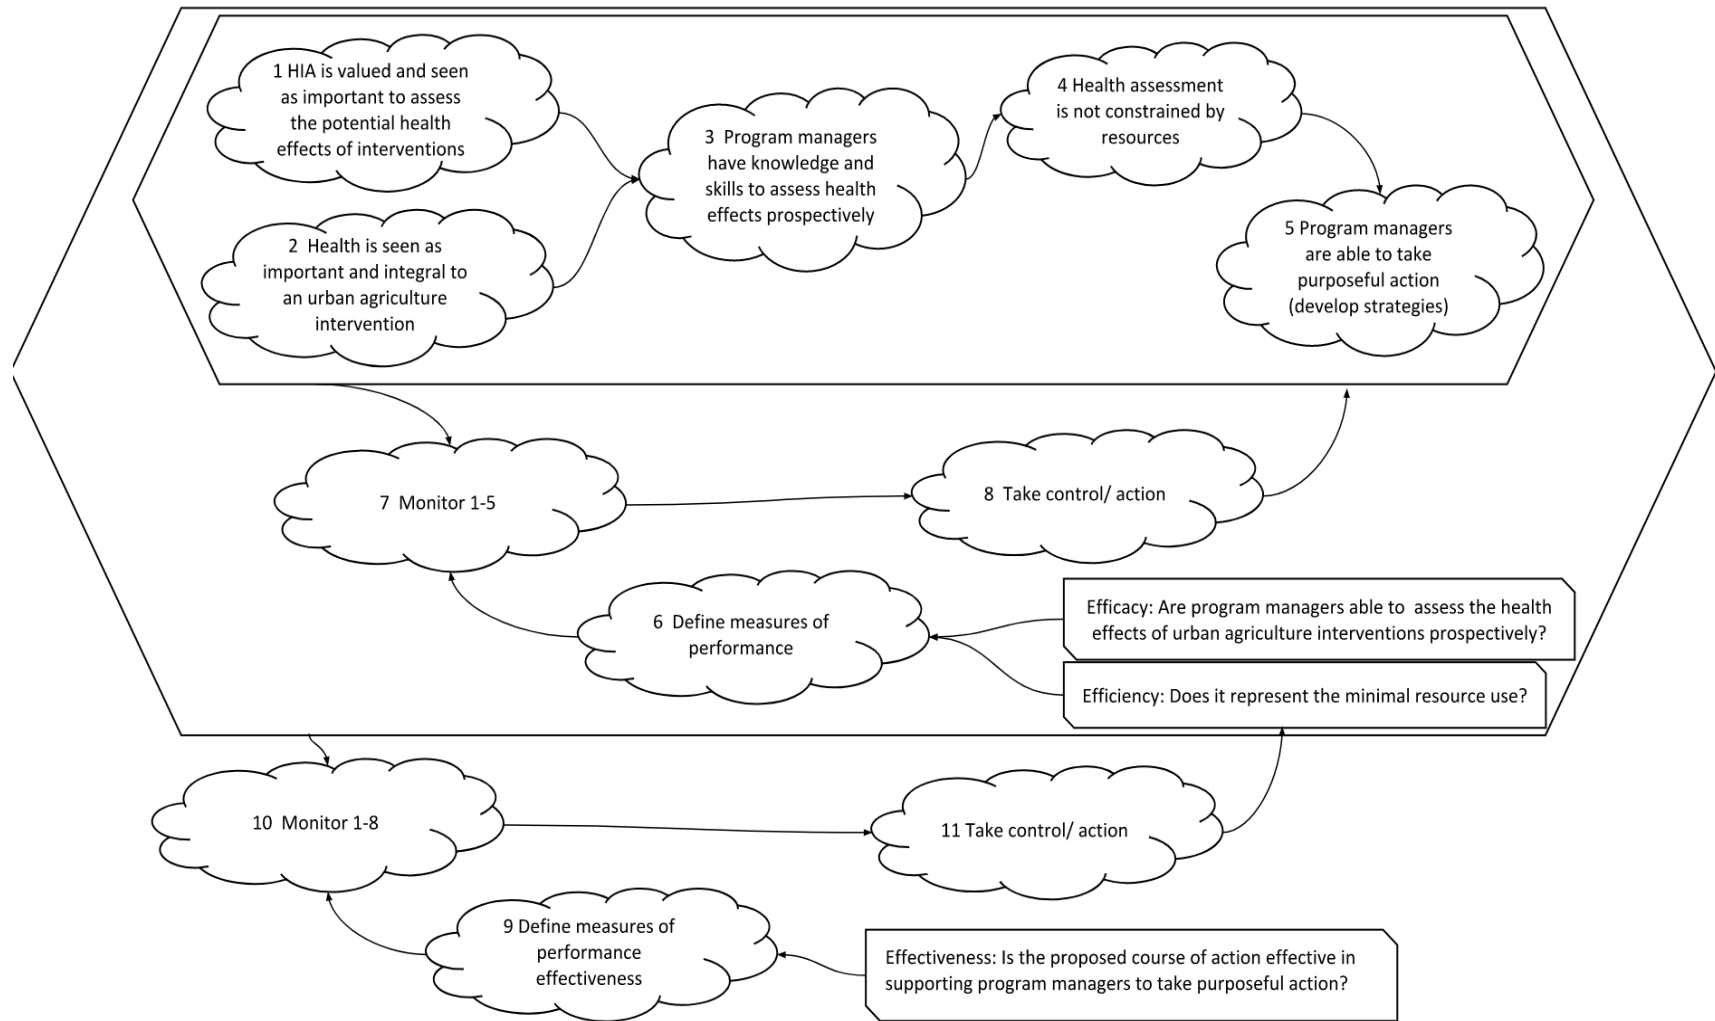 1 HIA is valued and seen
as important to assess
the potential health
effects of interventions
2 Health is seen as
important and integral to
an urban agriculture
intervention
3 Program managers
have knowledge and
skills to assess health
effects prospectively
4 Health assessment
is not constrained by
resources
5 Program managers
are able to take
purposeful action
(develop strategies)
7 Monitor 1-5
8 Take control/ action
6 Define measures of
performance
Efficacy: Are program managers able to assess the health
effects of urban agriculture interventions prospectively?
Efficiency: Does it represent the minimal resource use?
10 Monitor 1-8
11 Take control/ action
9 Define measures of
performance
effectiveness
Effectiveness: Is the proposed course of action effective in
supporting program managers to take purposeful action?